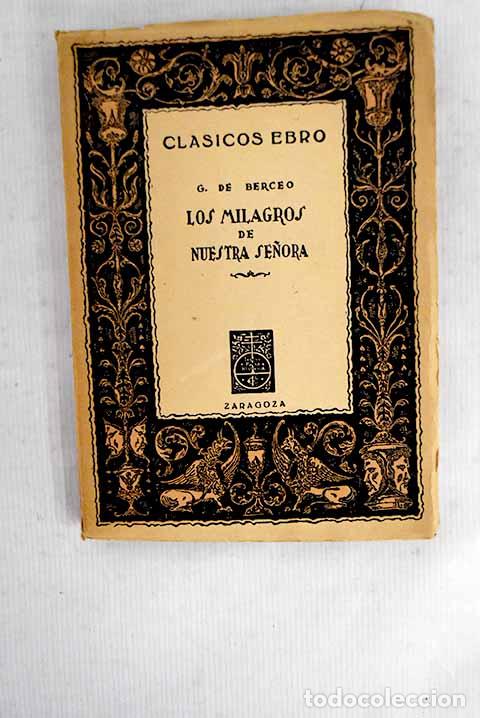 CLASICOS EBRO
G. DE BERCEO
LOS MILAGROS
DE
NUESTRA SEÑORA
ZARAGOZA
todocoleccion